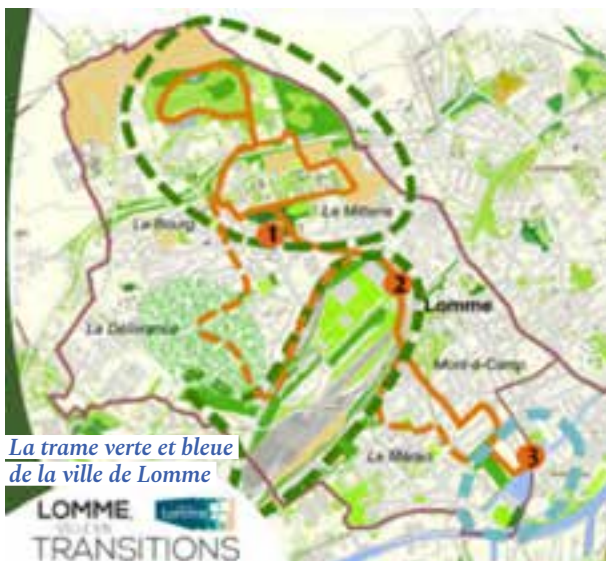 Le Bourg
La Mitterie
1
2
Lomme
La Délivrance
Mont-à-Camp
Le Marais
3
La trame verte et bleue
de la ville de Lomme
LOMME,
VILLE EN
TRANSITIONS